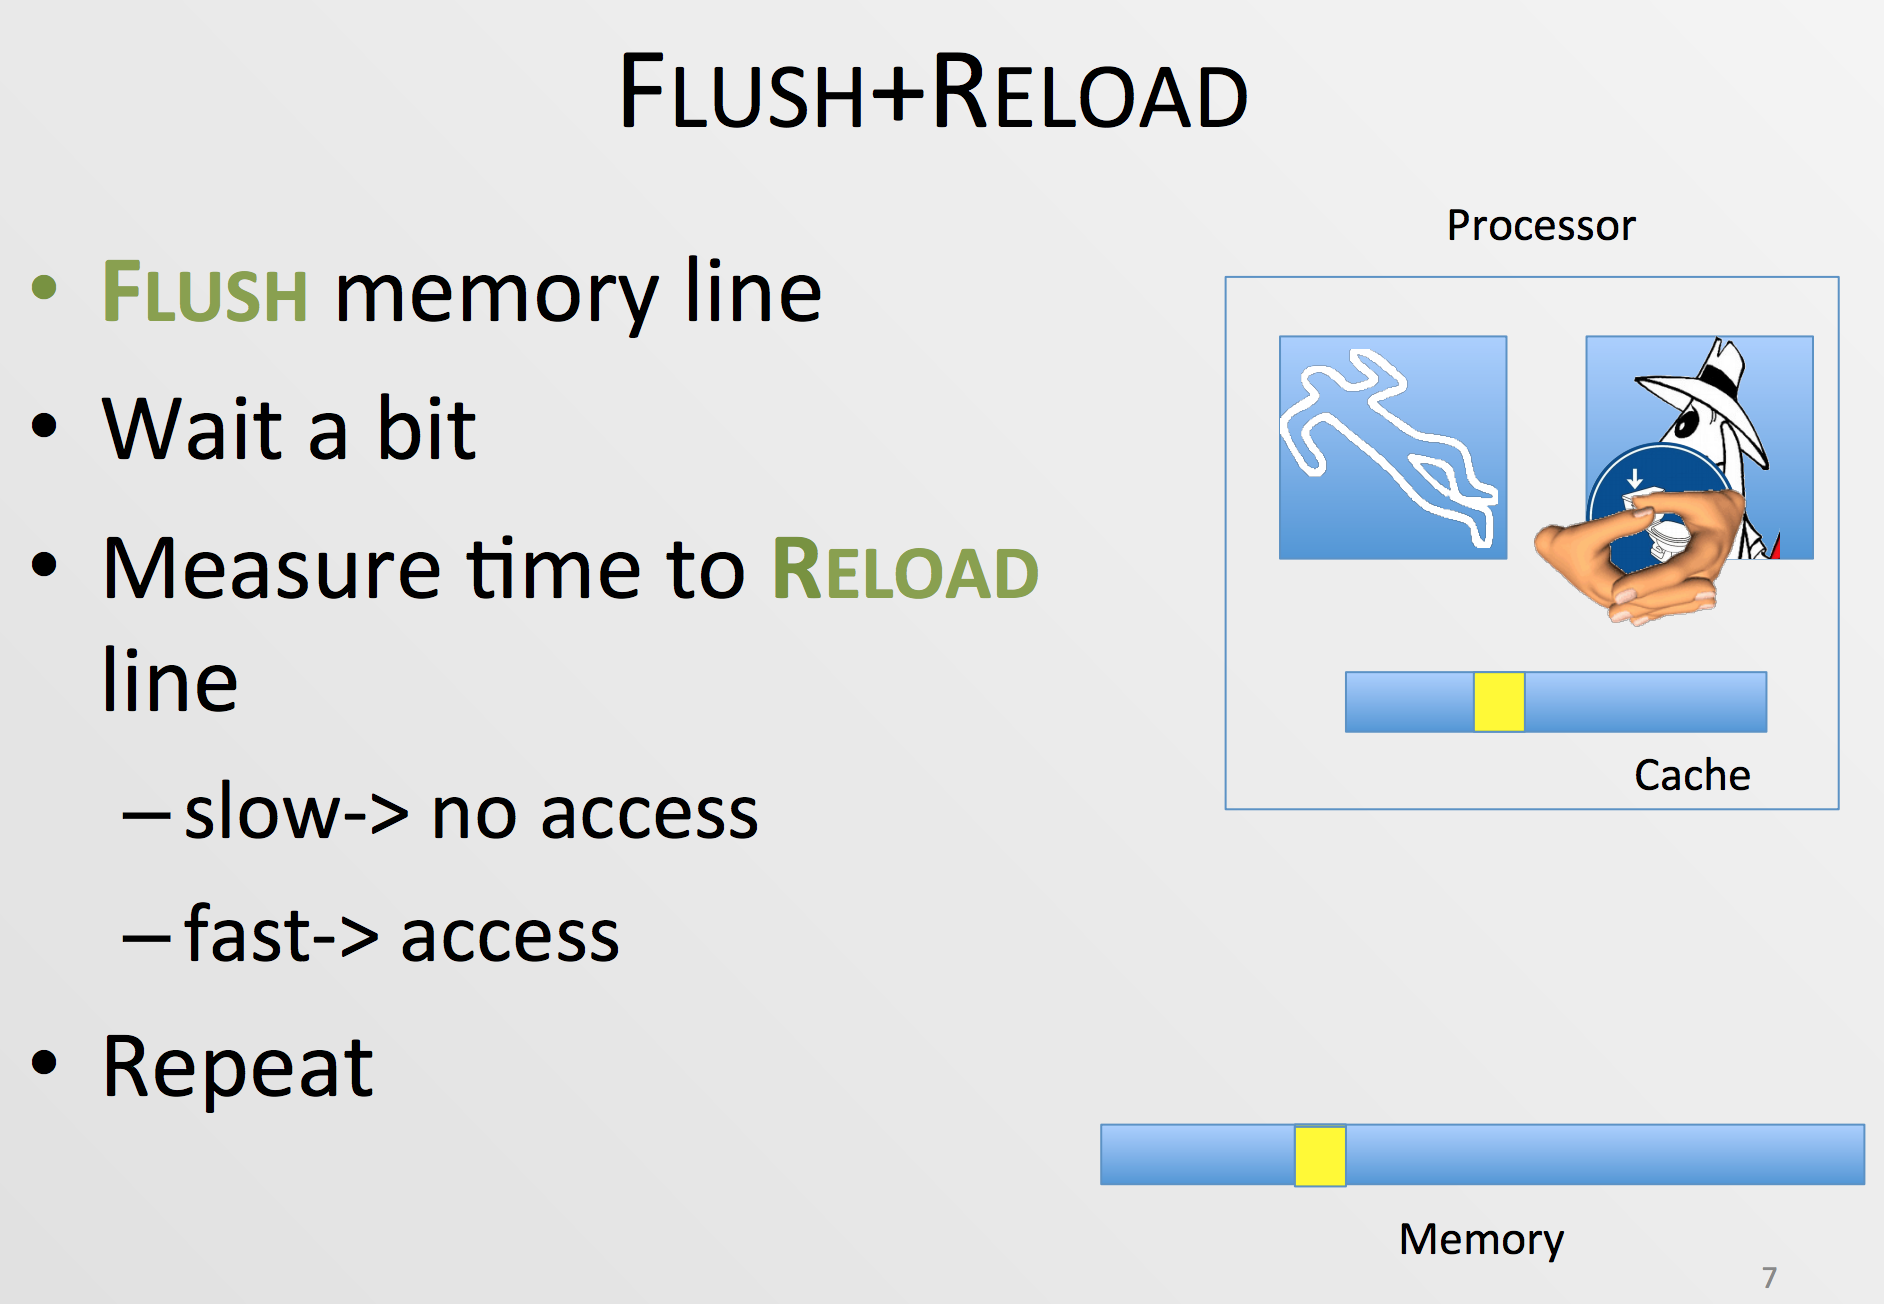 FLUSH+RELOAD
• FLUSH memory line
• Wait a bit
• Measure time to RELOAD
line
– slow-> no access
– fast-> access
• Repeat
Processor
Cache
Memory
7